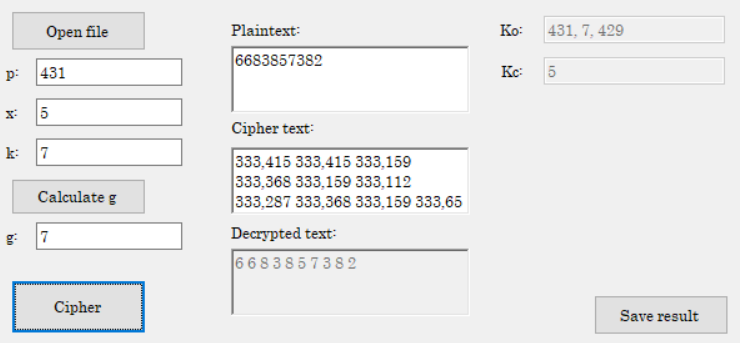 Open file
p: 431
x: 5
k: 7
Calculate g
g: 7
Cipher
Plaintext:
6683857382
Cipher text:
333,415 333,415 333,159
333,368 333,159 333,112
333,287 333,368 333,159 333,65
Decrypted text:
6 6 8 3 8 5 7 3 8 2
Ko: 431, 7, 429
Kc: 5
Save result